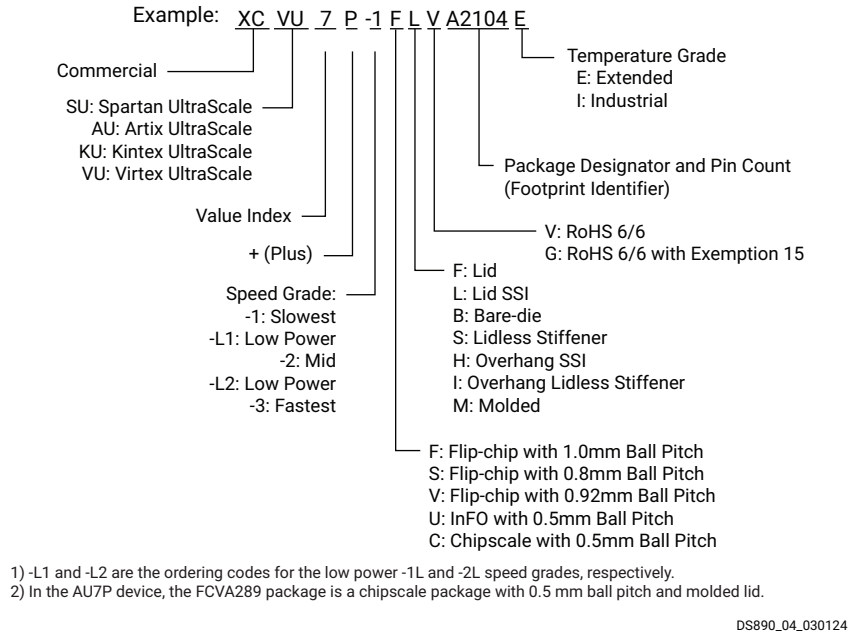 Example: XC VU 7 P -1 F L V A2104 E
Temperature Grade
E: Extended
I: Industrial
Commercial
SU: Spartan UltraScale
AU: Artix UltraScale
KU: Kintex UltraScale
VU: Virtex UltraScale
Package Designator and Pin Count
(Footprint Identifier)
Value Index
V: RoHS 6/6
G: RoHS 6/6 with Exemption 15
+ (Plus)
F: Lid
L: Lid SSI
B: Bare-die
S: Lidless Stiffener
H: Overhang SSI
I: Overhang Lidless Stiffener
M: Molded
Speed Grade:
-1: Slowest
-L1: Low Power
-2: Mid
-L2: Low Power
-3: Fastest
F: Flip-chip with 1.0mm Ball Pitch
S: Flip-chip with 0.8mm Ball Pitch
V: Flip-chip with 0.92mm Ball Pitch
U: InFO with 0.5mm Ball Pitch
C: Chipscale with 0.5mm Ball Pitch
1) -L1 and -L2 are the ordering codes for the low power -1L and -2L speed grades, respectively.
2) In the AU7P device, the FCVA289 package is a chipscale package with 0.5 mm ball pitch and molded lid.
DS890_04_030124